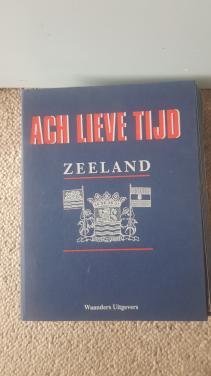 ACH LIEVE TIJD
ZEELAND
Waanders Uitgevers